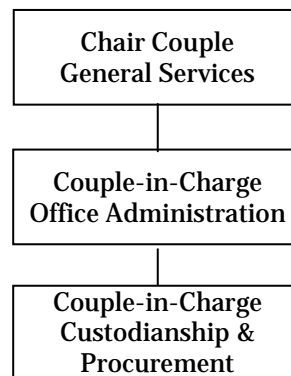 Chair Couple
General Services
Couple-in-Charge
Office Administration
Couple-in-Charge
Custodianship &
Procurement